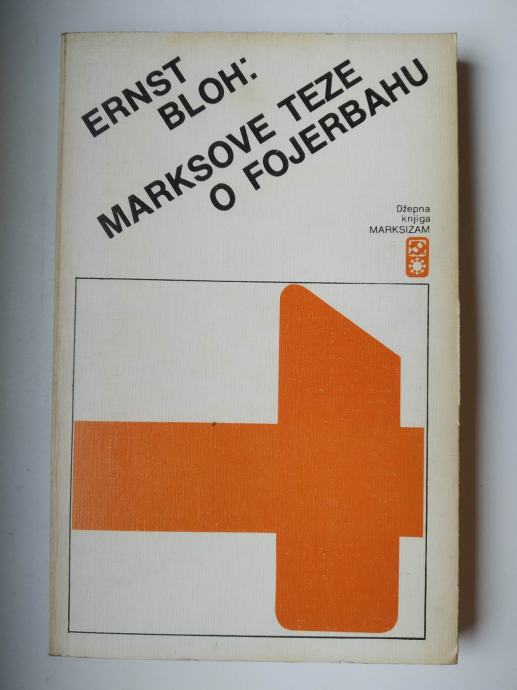 ERNST
BLOH:
MARKSOVE TEZE
O FOJERBAHU
Džepna
knjiga
MARKSIZAM